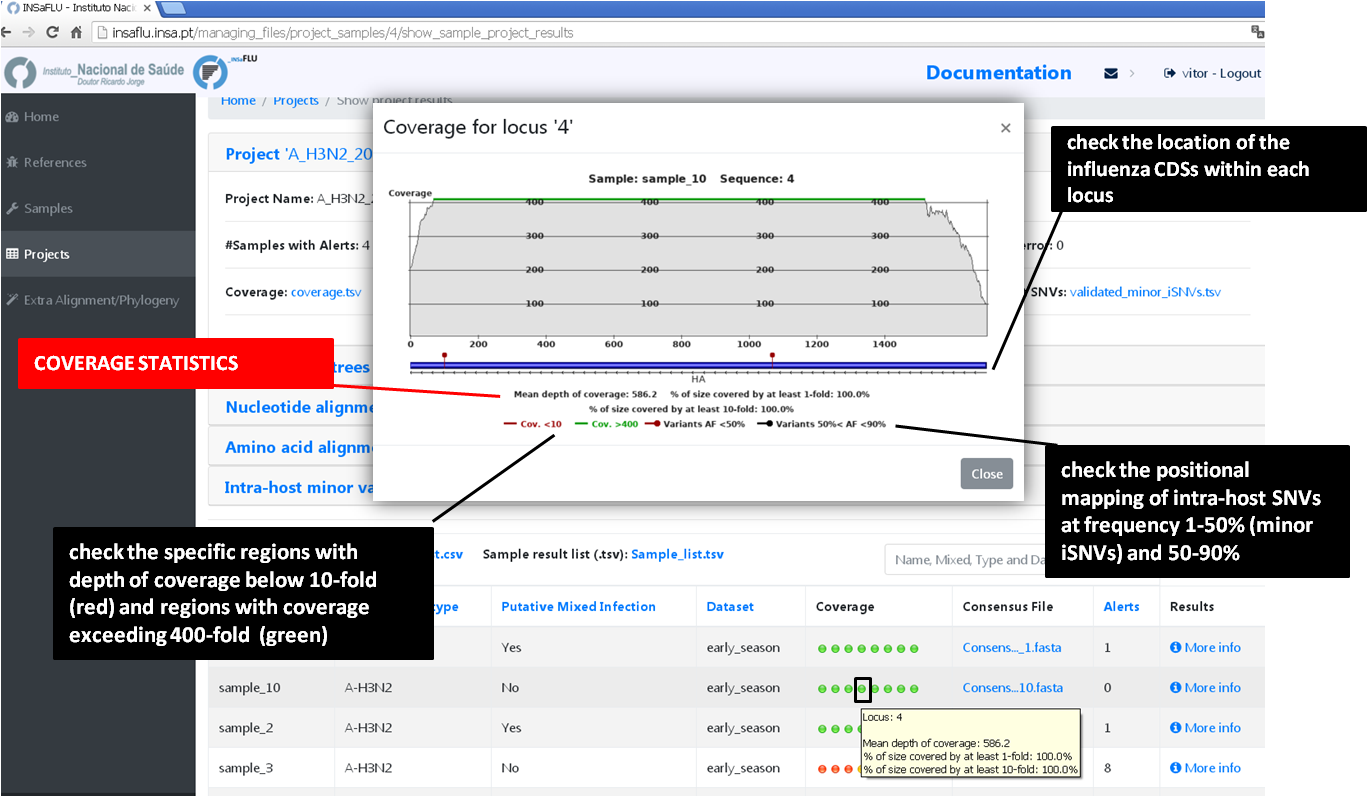 INSaFLU - Instituto Nacio
insaflu.insa.pt/managing_files/project_samples/4/show_sample_project_results
Instituto_Nacional de Saúde
Doutor Ricardo Jorge
_INSaFLU
Documentation
vitor - Logout
Home / Projects / Show project results
Home
References
Samples
Projects
Extra Alignment/Phylogeny
Project 'A_H3N2_20
Project Name: A_H3N2_2
#Samples with Alerts: 4
error: 0
Coverage: coverage.tsv
SNVs: validated_minor_iSNVs.tsv
trees
Nucleotide alignme
Amino acid alignm
Intra-host minor va
Coverage for locus '4'
×
Sample: sample_10 Sequence: 4
Coverage
400 400 400 400
300 300 300 300
200 200 200 200
100 100 100 100
0 200 400 600 800 1000 1200 1400
HA
Mean depth of coverage: 586.2 % of size covered by at least 1-fold: 100.0%
% of size covered by at least 10-fold: 100.0%
Cov. <10 Cov. >400 Variants AF <50% Variants 50%< AF <90%
Close
check the location of the
influenza CDSs within each
locus
COVERAGE STATISTICS
check the positional
mapping of intra-host SNVs
at frequency 1-50% (minor
iSNVs) and 50-90%
check the specific regions with
depth of coverage below 10-fold
(red) and regions with coverage
exceeding 400-fold (green)
t.csv Sample result list (.tsv): Sample_list.tsv
Name, Mixed, Type and Da
type Putative Mixed Infection Dataset Coverage Consensus File Alerts Results
Yes early_season Consens..._1.fasta 1 More info
sample_10 A-H3N2 No early_season Consens...10.fasta 0 More info
sample_2 A-H3N2 Yes early_season 1 More info
sample_3 A-H3N2 No early_season 8 More info
Locus: 4
Mean depth of coverage: 586.2
% of size covered by at least 1-fold: 100.0%
% of size covered by at least 10-fold: 100.0%